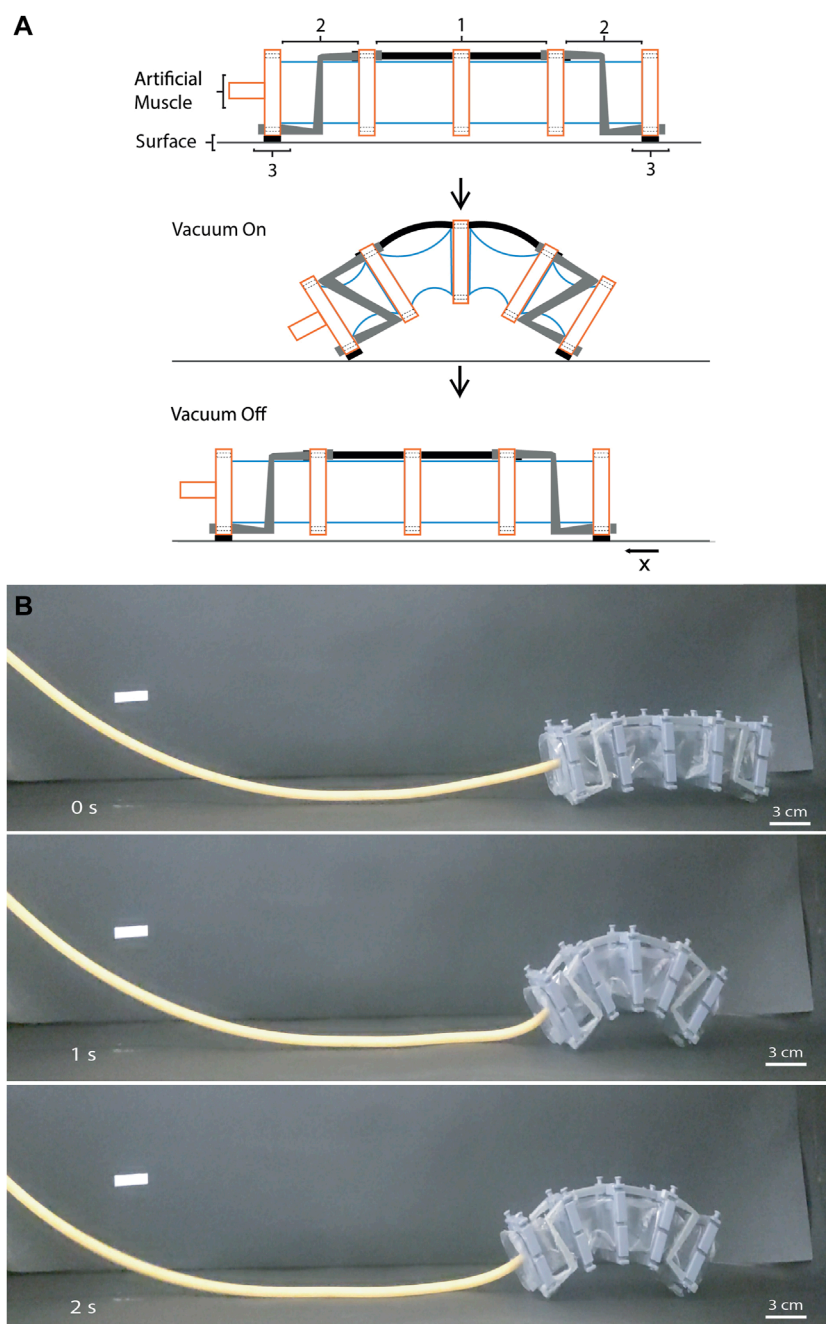 A
2 1 2
Artificial
Muscle
Surface
3 3
Vacuum On
Vacuum Off
x
B
0 s
3 cm
1 s
3 cm
2 s
3 cm